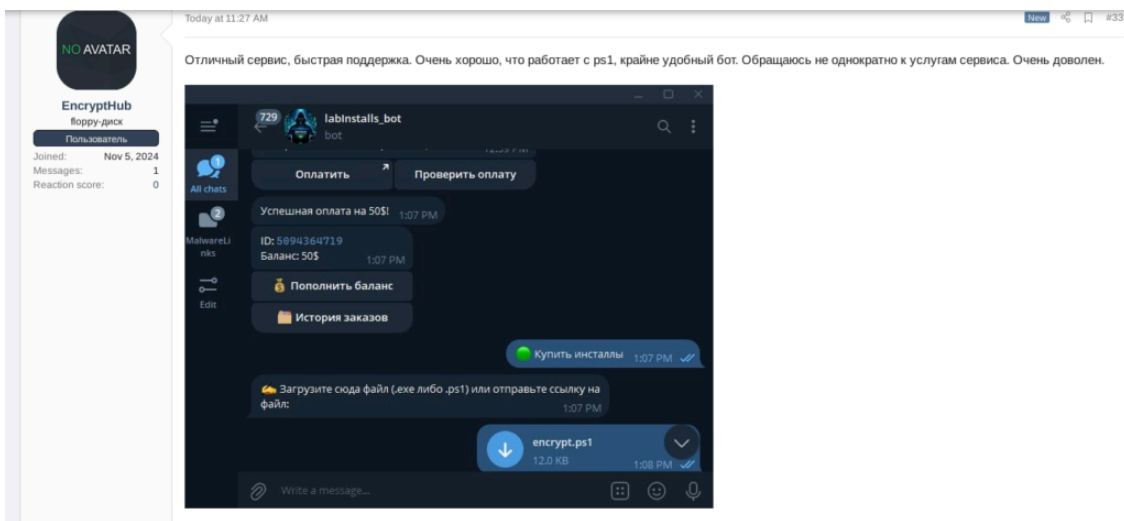 Today at 11:27 AM
New
#33
NO AVATAR
Отличный сервис, быстрая поддержка. Очень хорошо, что работает с ps1, крайне удобный бот. Обращаюсь не однократно к услугам сервиса. Очень доволен.
EncryptHub
floppy-диск
Пользователь
Joined: Nov 5, 2024
Messages: 1
Reaction score: 0
729
labInstalls_bot
bot
1
All chats
2
MalwareLi
nks
Edit
Оплатить
Проверить оплату
Успешная оплата на 50$! 1:07 PM
ID: 5094364719
Баланс: 50$ 1:07 PM
Пополнить баланс
История заказов
Купить инсталлы 1:07 PM
Загрузите сюда файл (.exe либо .ps1) или отправьте ссылку на
файл:
1:07 PM
encrypt.ps1
12.0 KB 1:08 PM
Write a message...